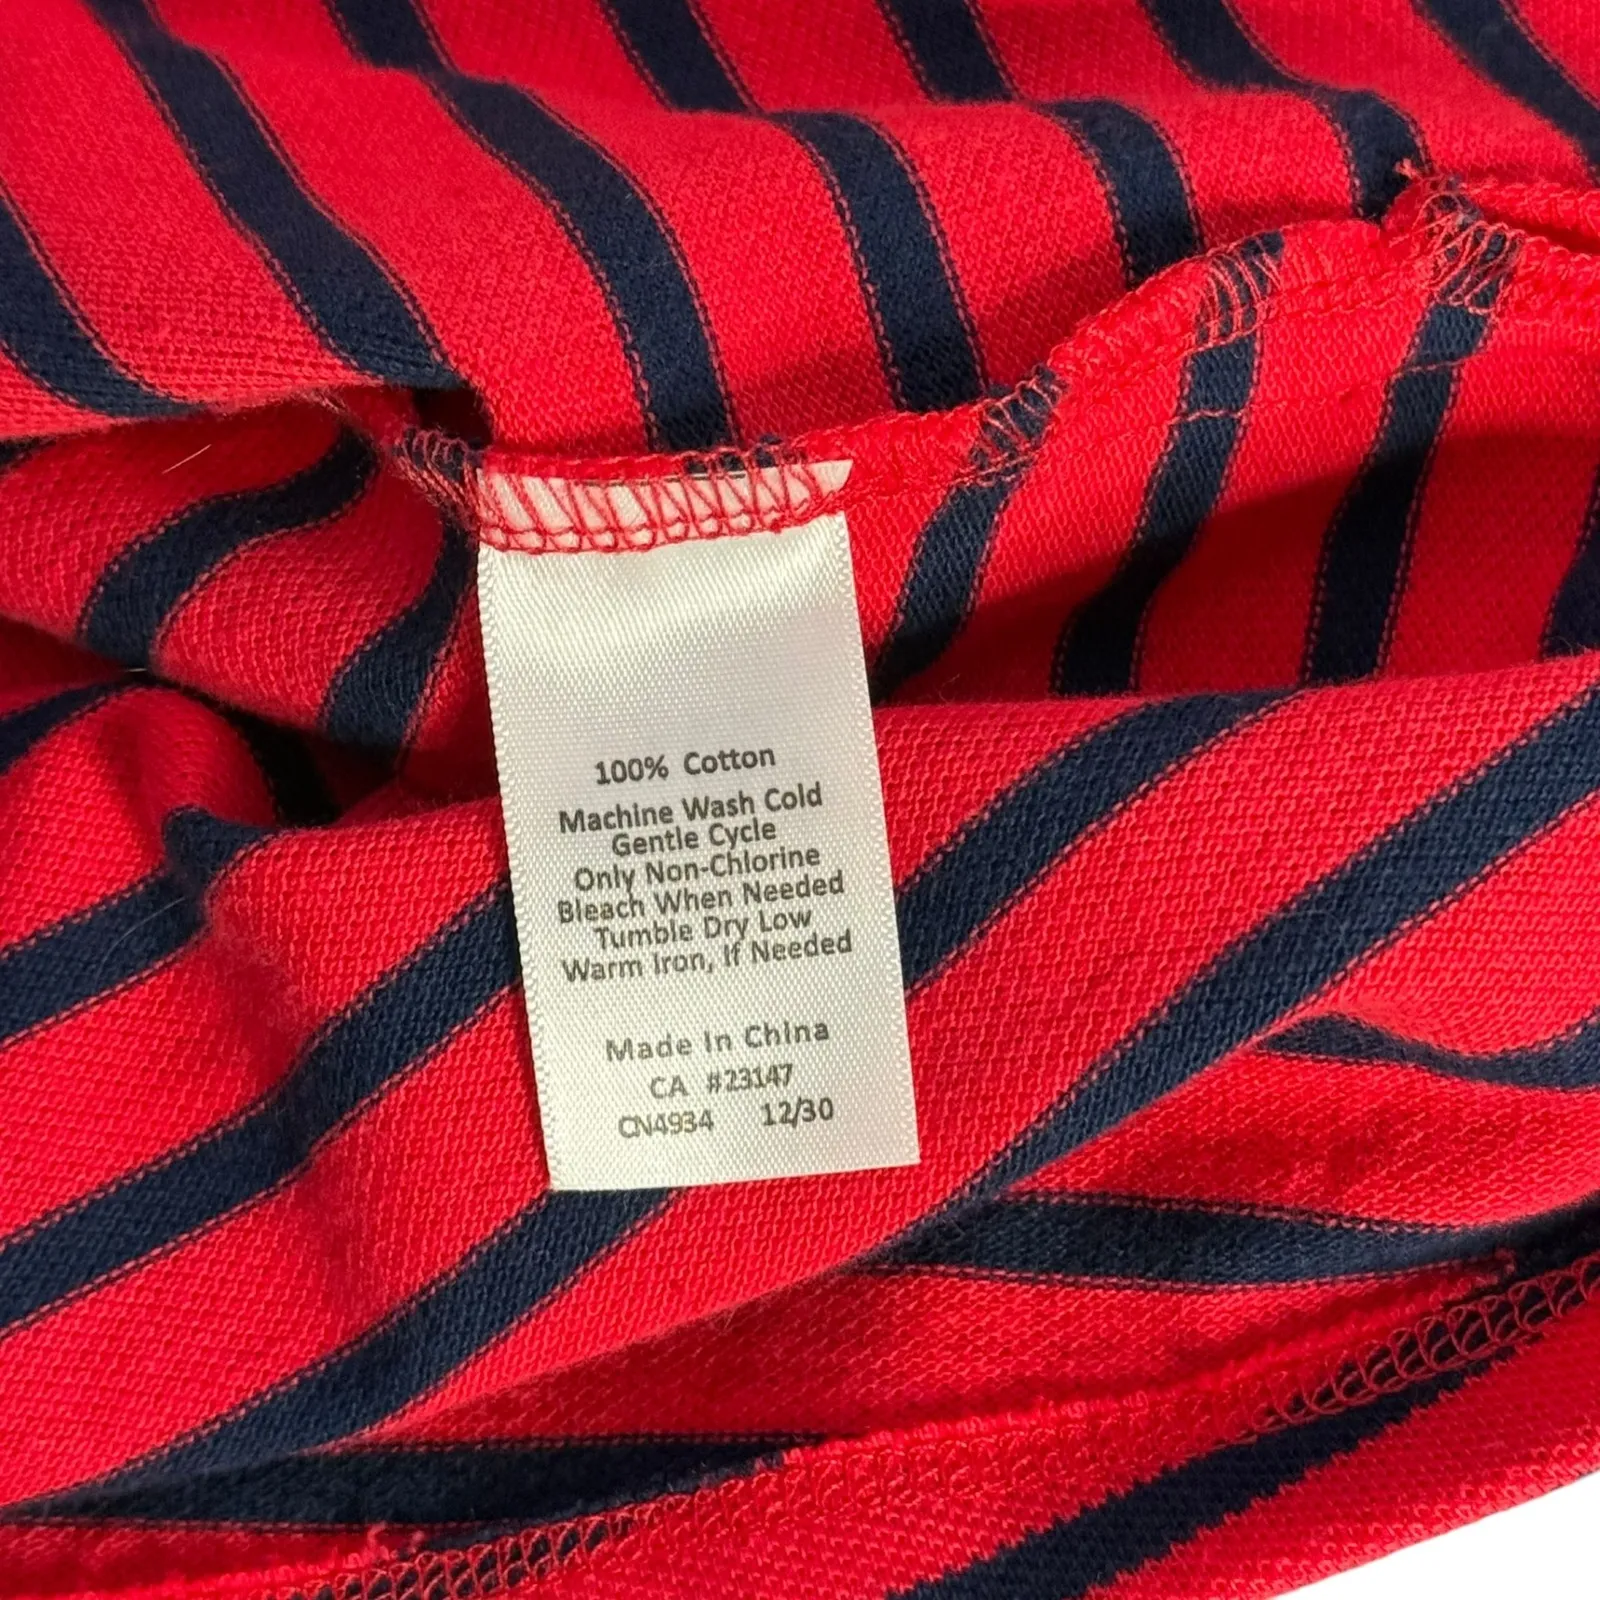 100% Cotton
Machine Wash Cold
Gentle Cycle
Only Non-Chlorine
Bleach When Needed
Tumble Dry Low
Warm Iron, If Needed
Made In China
CA #23147
CN4934 12/30